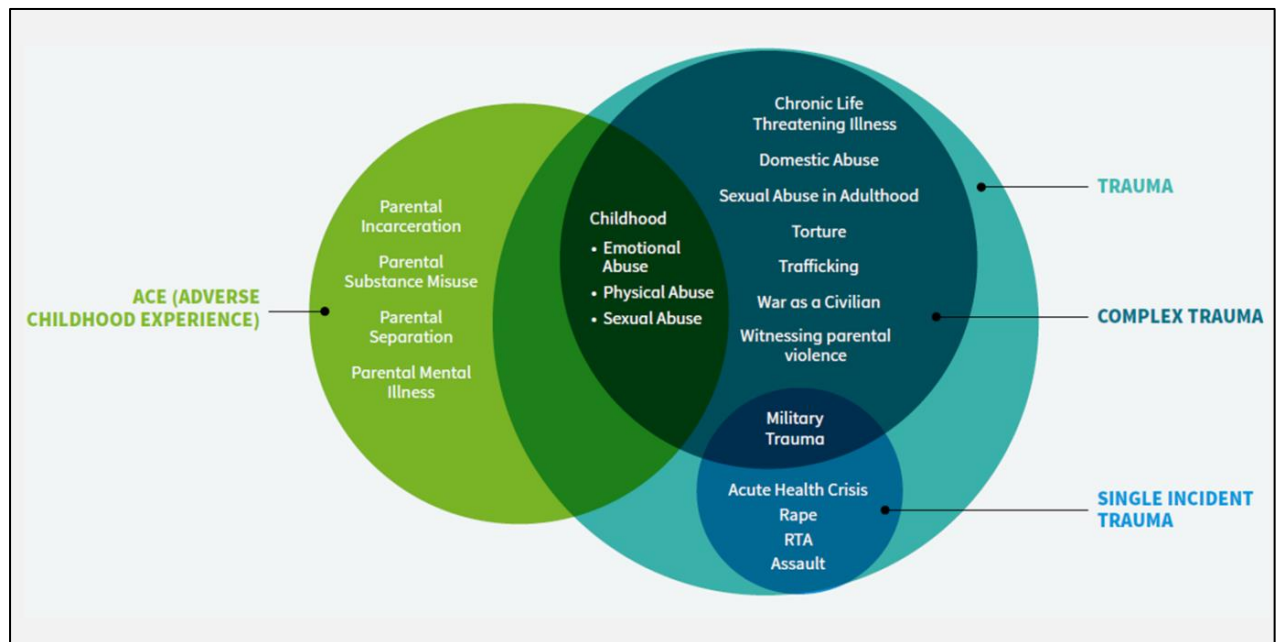 ACE (ADVERSE
CHILDHOOD EXPERIENCE)
Parental
Incarceration
Parental
Substance Misuse
Parental
Separation
Parental Mental
Illness
Childhood
• Emotional
Abuse
• Physical Abuse
• Sexual Abuse
Chronic Life
Threatening Illness
Domestic Abuse
Sexual Abuse in Adulthood
Torture
Trafficking
War as a Civilian
Witnessing parental
violence
Military
Trauma
Acute Health Crisis
Rape
RTA
Assault
TRAUMA
COMPLEX TRAUMA
SINGLE INCIDENT
TRAUMA